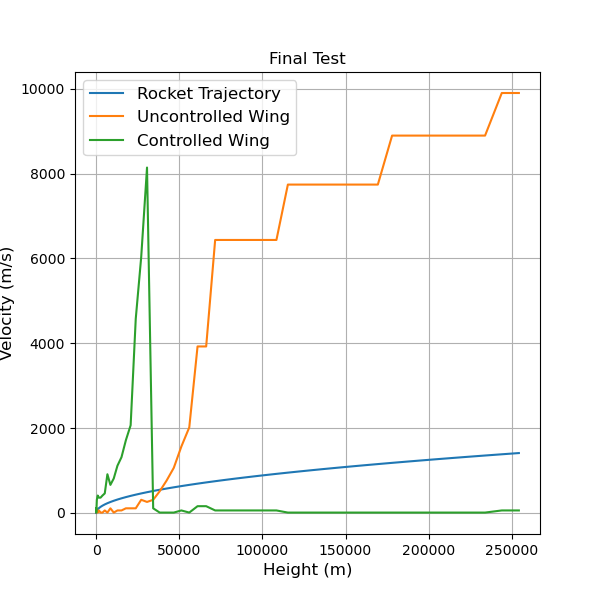 Final Test
10000
8000
6000
4000
2000
0
Velocity (m/s)
Rocket Trajectory
Uncontrolled Wing
Controlled Wing
0 50000 100000 150000 200000 250000
Height (m)